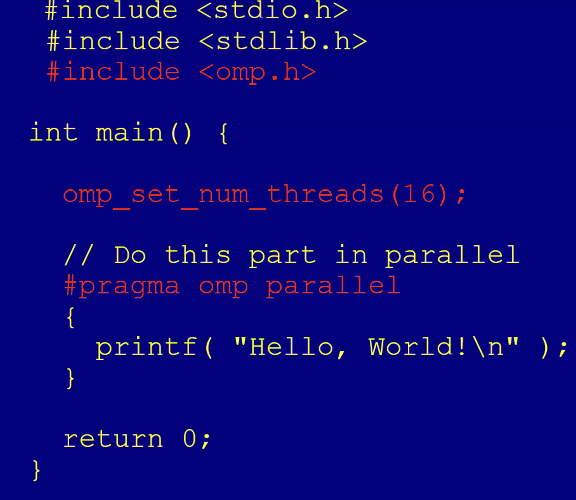 #include <stdio.h>
#include <stdlib.h>
#include <omp.h>
int main() {
omp_set_num_threads(16);
// Do this part in parallel
#pragma omp parallel
{
printf( "Hello, World!\n" );
}
return 0;
}